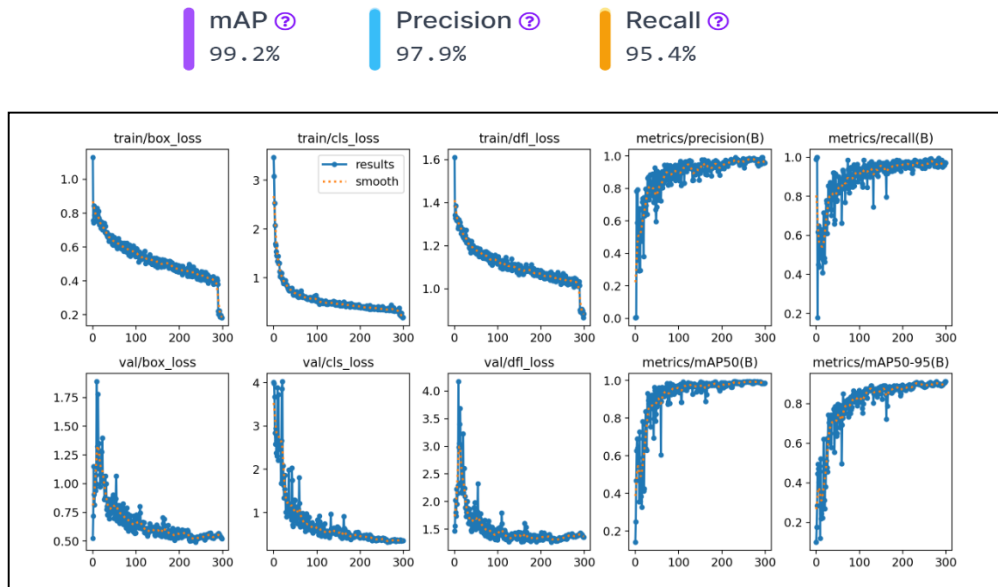 mAP ?
99.2%
Precision ?
97.9%
Recall ?
95.4%
train/box_loss
1.0
0.8
0.6
0.4
0.2
0 100 200 300
train/cls_loss
results
smooth
3
2
1
0 100 200 300
train/dfl_loss
1.6
1.4
1.2
1.0
0 100 200 300
metrics/precision(B)
1.0
0.8
0.6
0.4
0.2
0.0
0 100 200 300
metrics/recall(B)
1.0
0.8
0.6
0.4
0.2
0 100 200 300
val/box_loss
1.75
1.50
1.25
1.00
0.75
0.50
0 100 200 300
val/cls_loss
4
3
2
1
0 100 200 300
val/dfl_loss
4.0
3.5
3.0
2.5
2.0
1.5
0 100 200 300
metrics/mAP50(B)
1.0
0.8
0.6
0.4
0.2
0 100 200 300
metrics/mAP50-95(B)
0.8
0.6
0.4
0.2
0 100 200 300